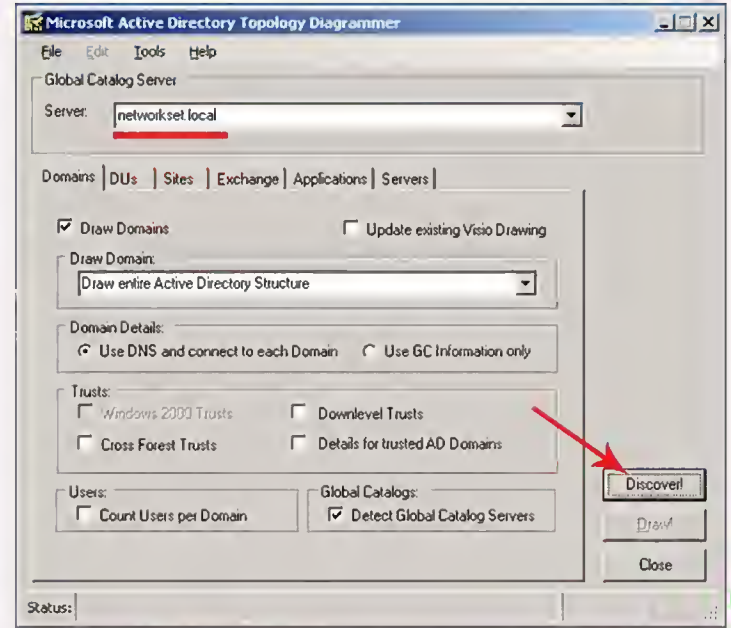 Microsoft Active Directory Topology Diagrammer
File Edit Tools Help
Global Catalog Server
Server: networkset.local
Domains OUs Sites Exchange Applications Servers
Draw Domains Update existing Visio Drawing
Draw Domain:
Draw entire Active Directory Structure
Domain Details:
Use DNS and connect to each Domain Use GC Information only
Trusts:
Windows 2000 Trusts Downlevel Trusts
Cross Forest Trusts Details for trusted AD Domains
Users: Global Catalogs:
Count Users per Domain Detect Global Catalog Servers
Discover!
Draw!
Close
Status: